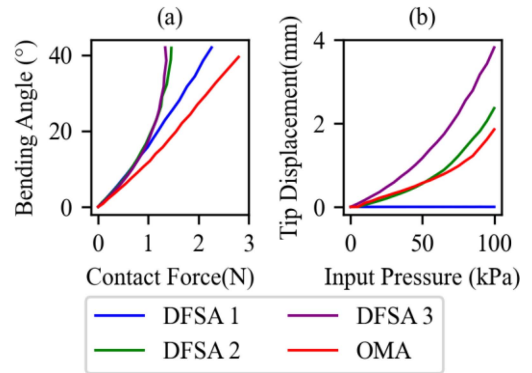 (a)
Bending Angle (°)
40
20
0
0 1 2 3
Contact Force(N)
(b)
Tip Displacement(mm)
4
2
0
0 50 100
Input Pressure (kPa)
DFSA 1
DFSA 2
DFSA 3
OMA